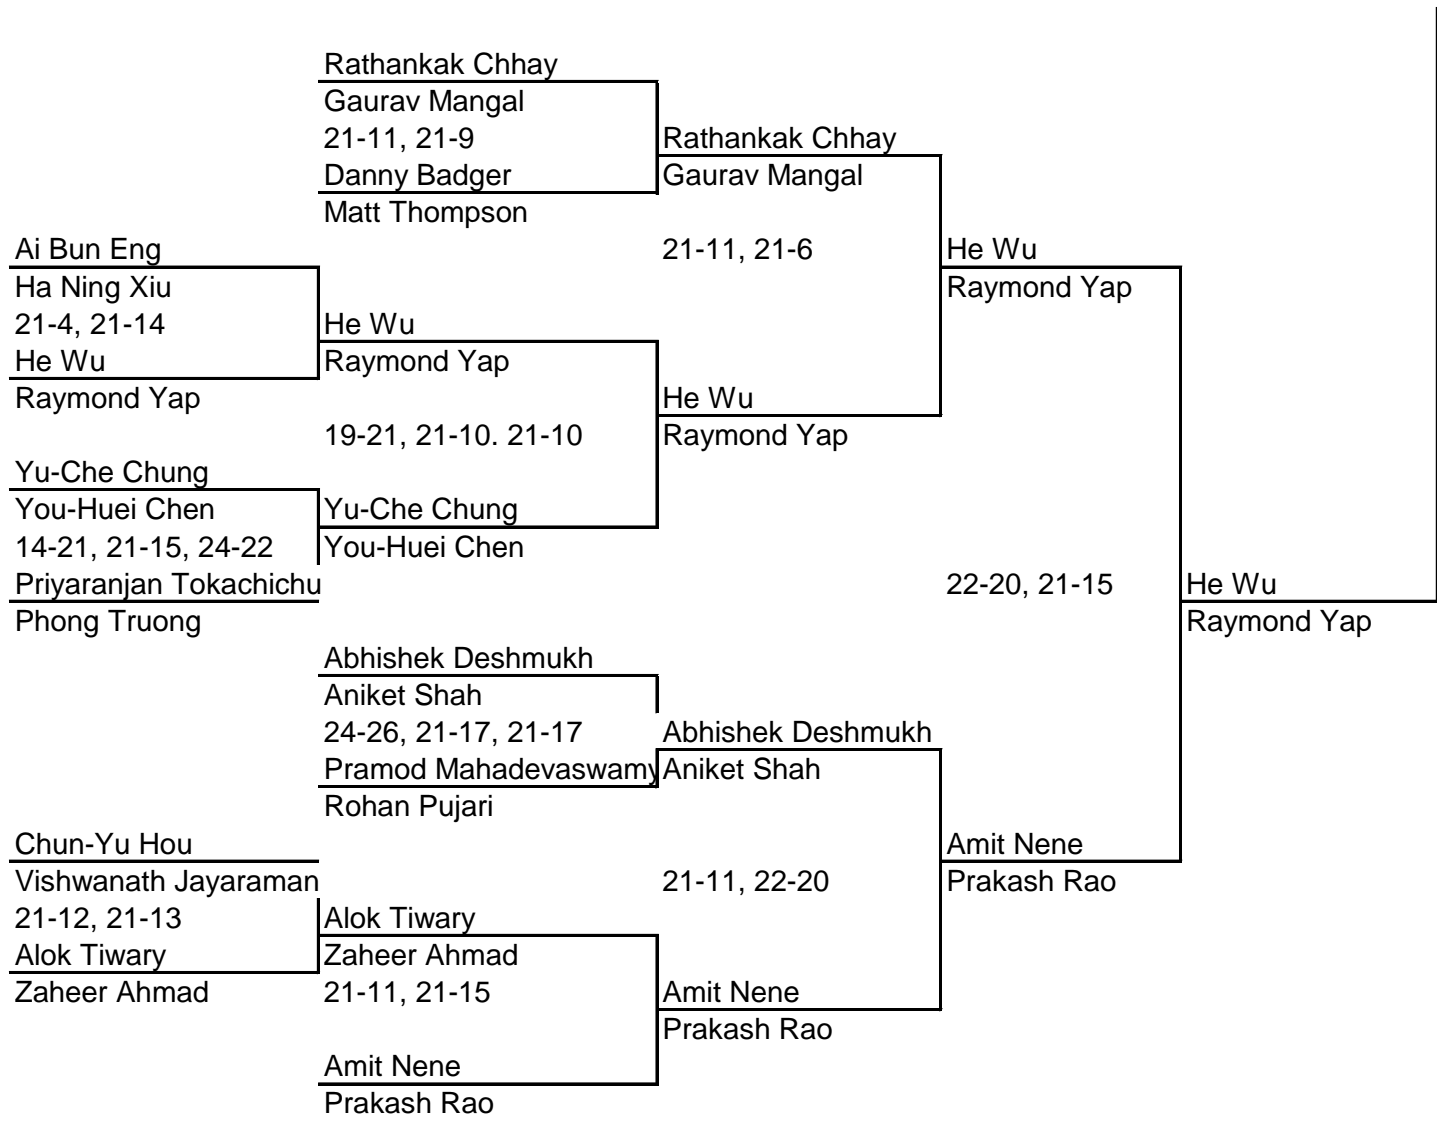 Rathankak Chhay
Gaurav Mangal
21-11, 21-9
Rathankak Chhay
Danny Badger
Gaurav Mangal
Matt Thompson
Ai Bun Eng
21-11, 21-6
He Wu
Ha Ning Xiu
Raymond Yap
21-4, 21-14
He Wu
He Wu
Raymond Yap
Raymond Yap
He Wu
19-21, 21-10. 21-10
Raymond Yap
Yu-Che Chung
You-Huei Chen
Yu-Che Chung
14-21, 21-15, 24-22
You-Huei Chen
Priyaranjan Tokachichu
22-20, 21-15
He Wu
Phong Truong
Raymond Yap
Abhishek Deshmukh
Aniket Shah
24-26, 21-17, 21-17
Abhishek Deshmukh
Pramod Mahadevaswamy
Aniket Shah
Rohan Pujari
Chun-Yu Hou
Amit Nene
Vishwanath Jayaraman
21-11, 22-20
Prakash Rao
21-12, 21-13
Alok Tiwary
Alok Tiwary
Zaheer Ahmad
Zaheer Ahmad
21-11, 21-15
Amit Nene
Prakash Rao
Amit Nene
Prakash Rao